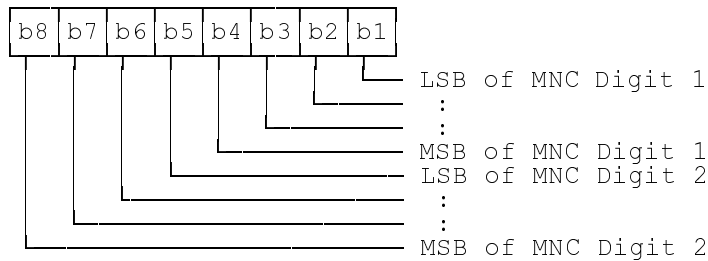 b8 b7 b6 b5 b4 b3 b2 b1
LSB of MNC Digit 1
:
:
MSB of MNC Digit 1
LSB of MNC Digit 2
:
:
MSB of MNC Digit 2